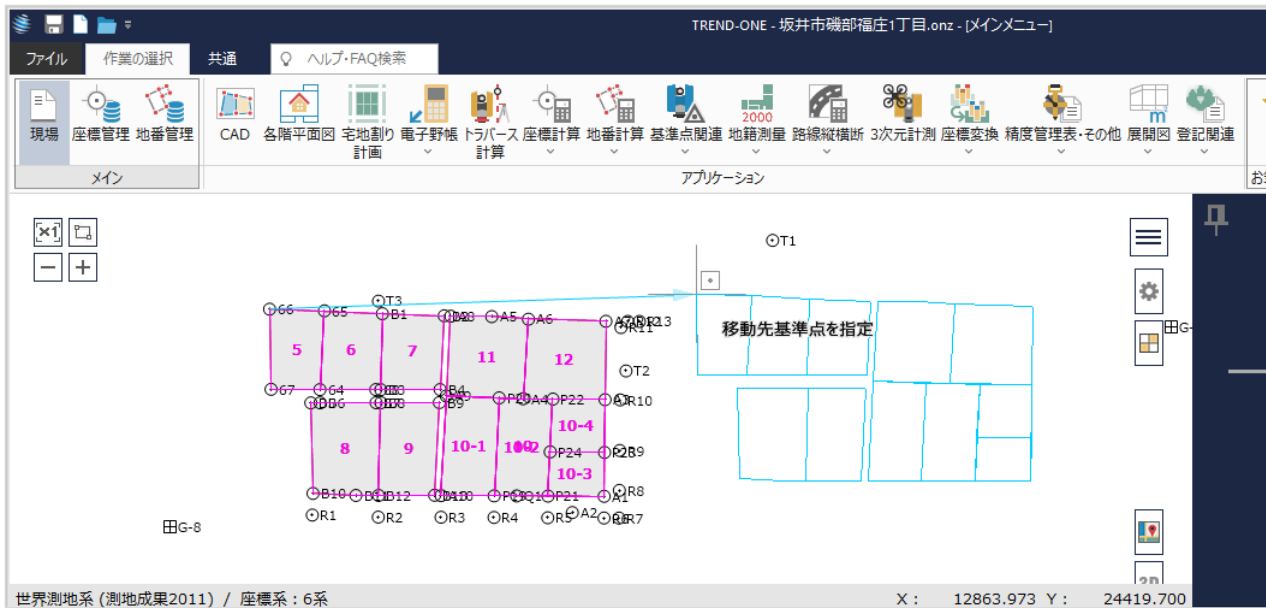 TREND-ONE - 坂井市磯部福庄1丁目.onz - [メインメニュー]
ファイル 作業の選択 共通 ヘルプ・FAQ検索
現場 座標管理 地番管理 CAD 各階平面図 宅地割り計画 電子野帳 トラバース計算 座標計算 地番計算 基準点関連 地籍測量 2000 路線縦横断 3次元計測 座標変換 精度管理表・その他 展開図 m 登記関連
メイン アプリケーション
×1
T1
66 65 T3 B1 A5 A6 R11 G-
移動先基準点を指定
5 6 7 11 12
T2
67 64 B4 P22 A3 R10
B9
10-4
8 9 10-1 P24 R9
10-3
B10 B12 P21 A1 R8
R1 R2 R3 R4 R5 A2 R7
G-8
世界測地系 (測地成果2011) / 座標系 : 6系 X : 12863.973 Y : 24419.700